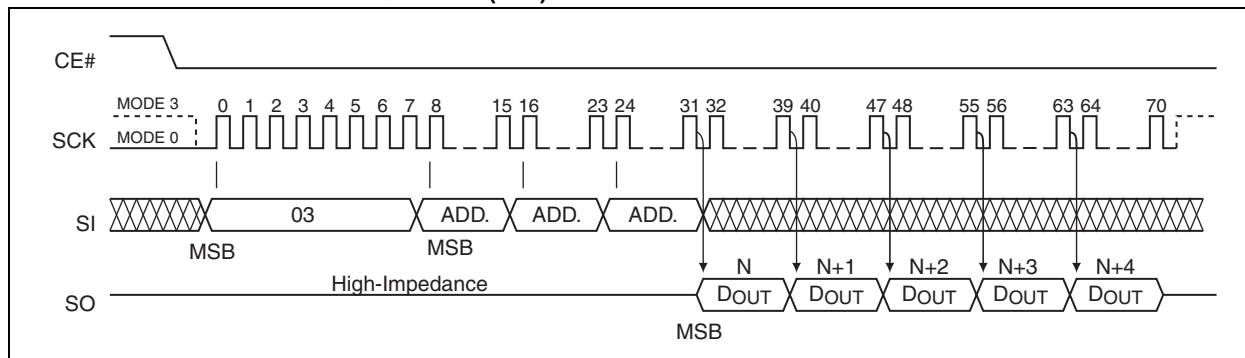 CE#
MODE 3
0 1 2 3 4 5 6 7 8 15 16 23 24 31 32 39 40 47 48 55 56 63 64 70
SCK
MODE 0
SI
03 ADD. ADD. ADD.
MSB MSB
N N+1 N+2 N+3 N+4
High-Impedance
SO
DOUT DOUT DOUT DOUT DOUT
MSB